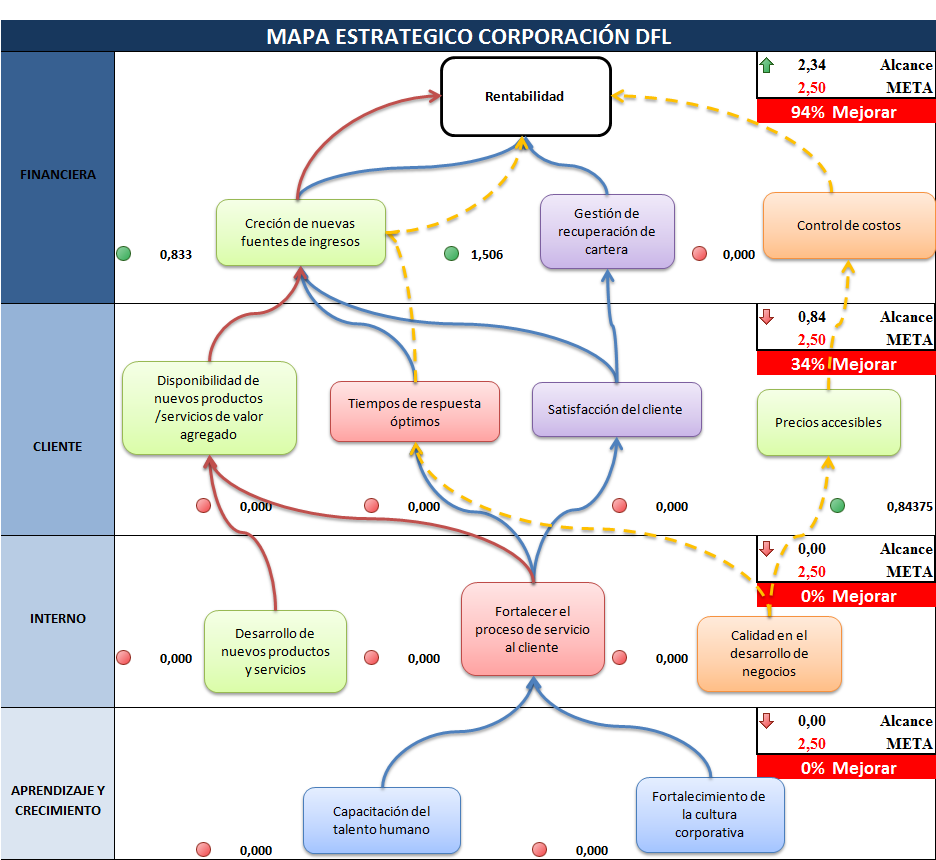 MAPA ESTRATEGICO CORPORACIÓN DFL
FINANCIERA
Rentabilidad
2,34 Alcance
2,50 META
94% Mejorar
Creción de nuevas
fuentes de ingresos
Gestión de
recuperación de
cartera
Control de costos
0,833
1,506
0,000
CLIENTE
0,84 Alcance
2,50 META
34% Mejorar
Disponibilidad de
nuevos productos
/servicios de valor
agregado
Tiempos de respuesta
óptimos
Satisfacción del cliente
Precios accesibles
0,000
0,000
0,000
0,84375
INTERNO
0,00 Alcance
2,50 META
0% Mejorar
Desarrollo de
nuevos productos
y servicios
Fortalecer el
proceso de servicio
al cliente
Calidad en el
desarrollo de
negocios
0,000
0,000
0,000
APRENDIZAJE Y
CRECIMIENTO
0,00 Alcance
2,50 META
0% Mejorar
Capacitación del
talento humano
Fortalecimiento de
la cultura
corporativa
0,000
0,000